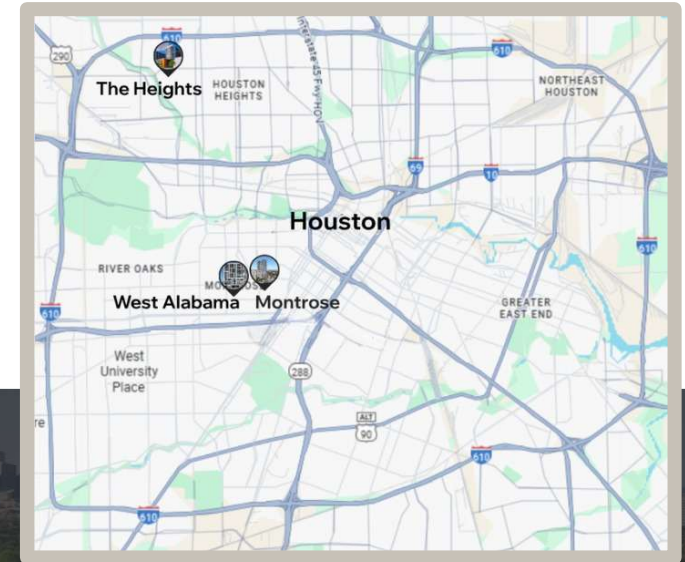 610
290
Interstate 45 Fwy HOV
610
The Heights
HOUSTON
HEIGHTS
NORTHEAST
HOUSTON
69
10
Houston
610
RIVER OAKS
West Alabama
Montrose
610
GREATER
EAST END
West
University
Place
288
ALT
90
610
610
610